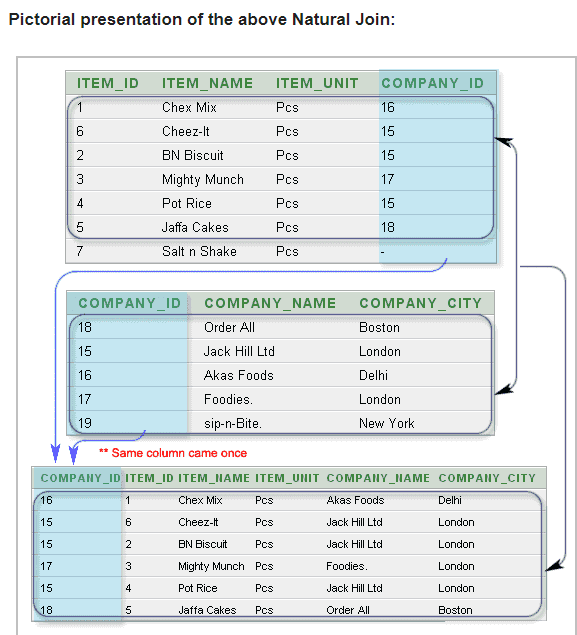 Pictorial presentation of the above Natural Join:
ITEM_ID ITEM_NAME ITEM_UNIT COMPANY_ID
1 Chex Mix Pcs 16
6 Cheez-It Pcs 15
2 BN Biscuit Pcs 15
3 Mighty Munch Pcs 17
4 Pot Rice Pcs 15
5 Jaffa Cakes Pcs 18
7 Salt n Shake Pcs -
COMPANY_ID COMPANY_NAME COMPANY_CITY
18 Order All Boston
15 Jack Hill Ltd London
16 Akas Foods Delhi
17 Foodies. London
19 sip-n-Bite. New York
** Same column came once
COMPANY_ID ITEM_ID ITEM_NAME ITEM_UNIT COMPANY_NAME COMPANY_CITY
16 1 Chex Mix Pcs Akas Foods Delhi
15 6 Cheez-It Pcs Jack Hill Ltd London
15 2 BN Biscuit Pcs Jack Hill Ltd London
17 3 Mighty Munch Pcs Foodies. London
15 4 Pot Rice Pcs Jack Hill Ltd London
18 5 Jaffa Cakes Pcs Order All Boston